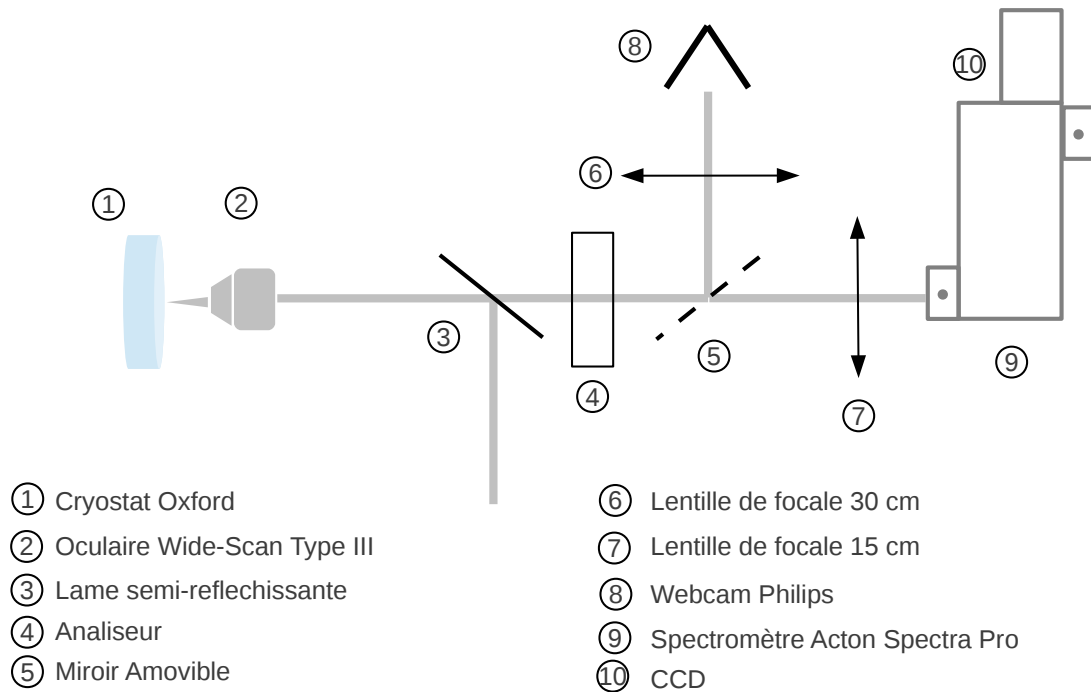 8
10
6
1
2
3
5
9
4
7
1 Cryostat Oxford
2 Oculaire Wide-Scan Type III
3 Lame semi-reflechissante
4 Analiseur
5 Miroir Amovible
6 Lentille de focale 30 cm
7 Lentille de focale 15 cm
8 Webcam Philips
9 Spectromètre Acton Spectra Pro
10 CCD